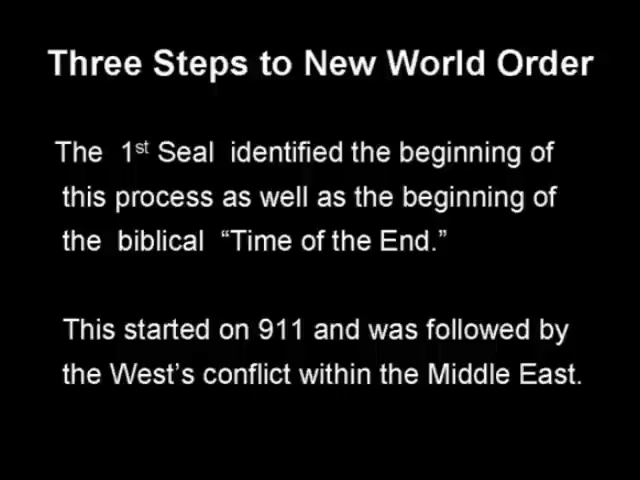 Three Steps to New World Order
The 1st Seal identified the beginning of
this process as well as the beginning of
the biblical “Time of the End.”
This started on 911 and was followed by
the West’s conflict within the Middle East.